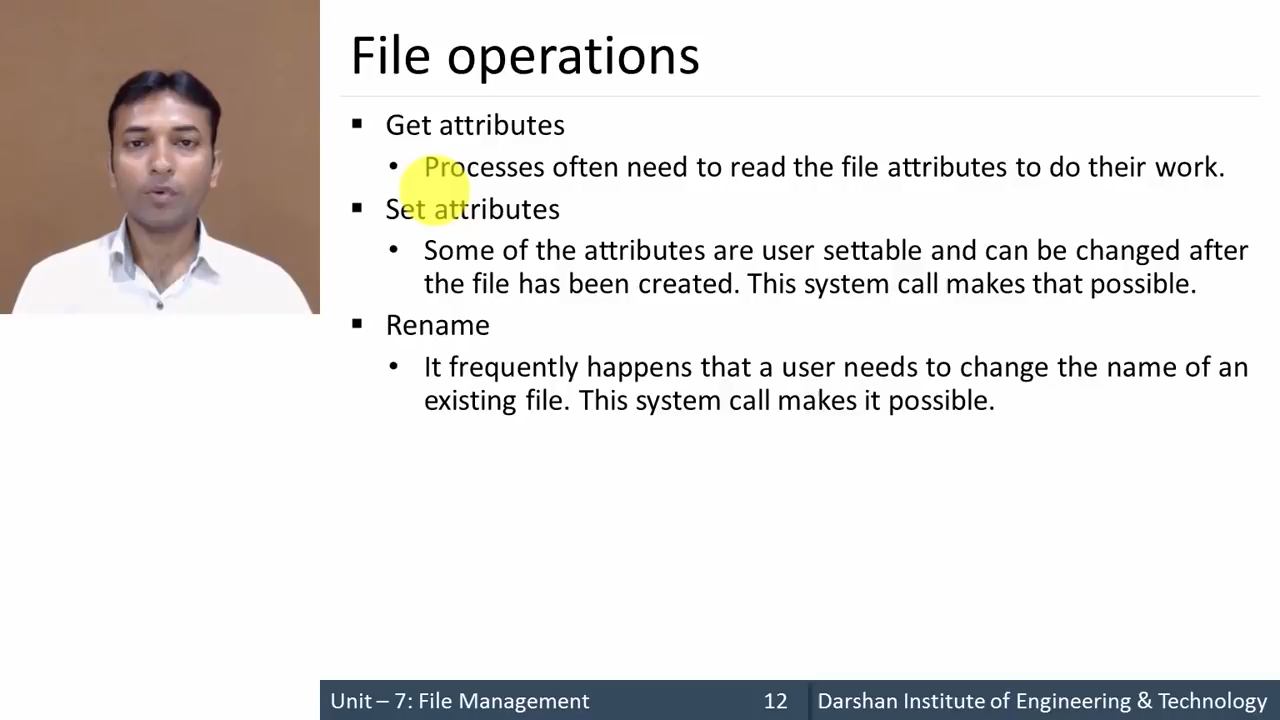 File operations
▪ Get attributes
• Processes often need to read the file attributes to do their work.
▪ Set attributes
• Some of the attributes are user settable and can be changed after
the file has been created. This system call makes that possible.
▪ Rename
• It frequently happens that a user needs to change the name of an
existing file. This system call makes it possible.
Unit – 7: File Management 12 Darshan Institute of Engineering & Technology